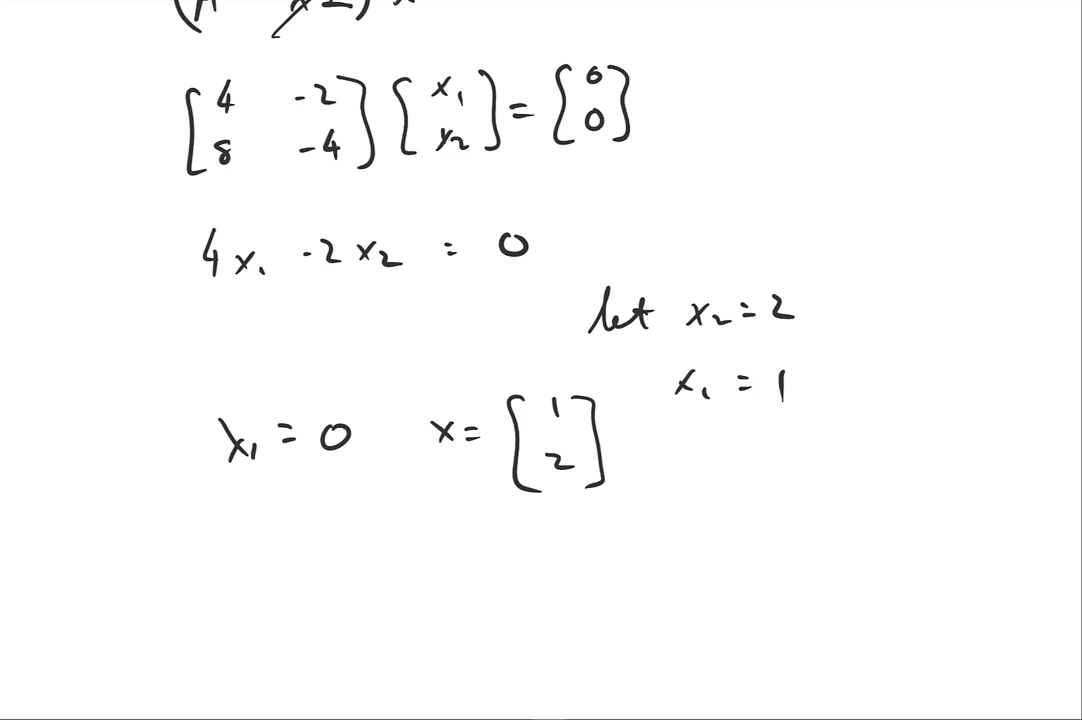 [4 -2; 8 -4] [x₁; x₂] = [0; 0]
4x₁ - 2x₂ = 0
let x₂ = 2
x₁ = 1
λ₁ = 0 x = [1; 2]